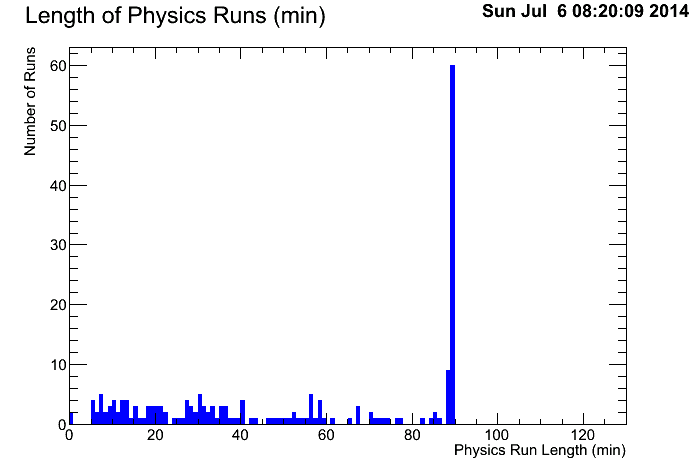 Length of Physics Runs (min)
Sun Jul 6 08:20:09 2014
Number of Runs
60
50
40
30
20
10
0
0 20 40 60 80 100 120
Physics Run Length (min)